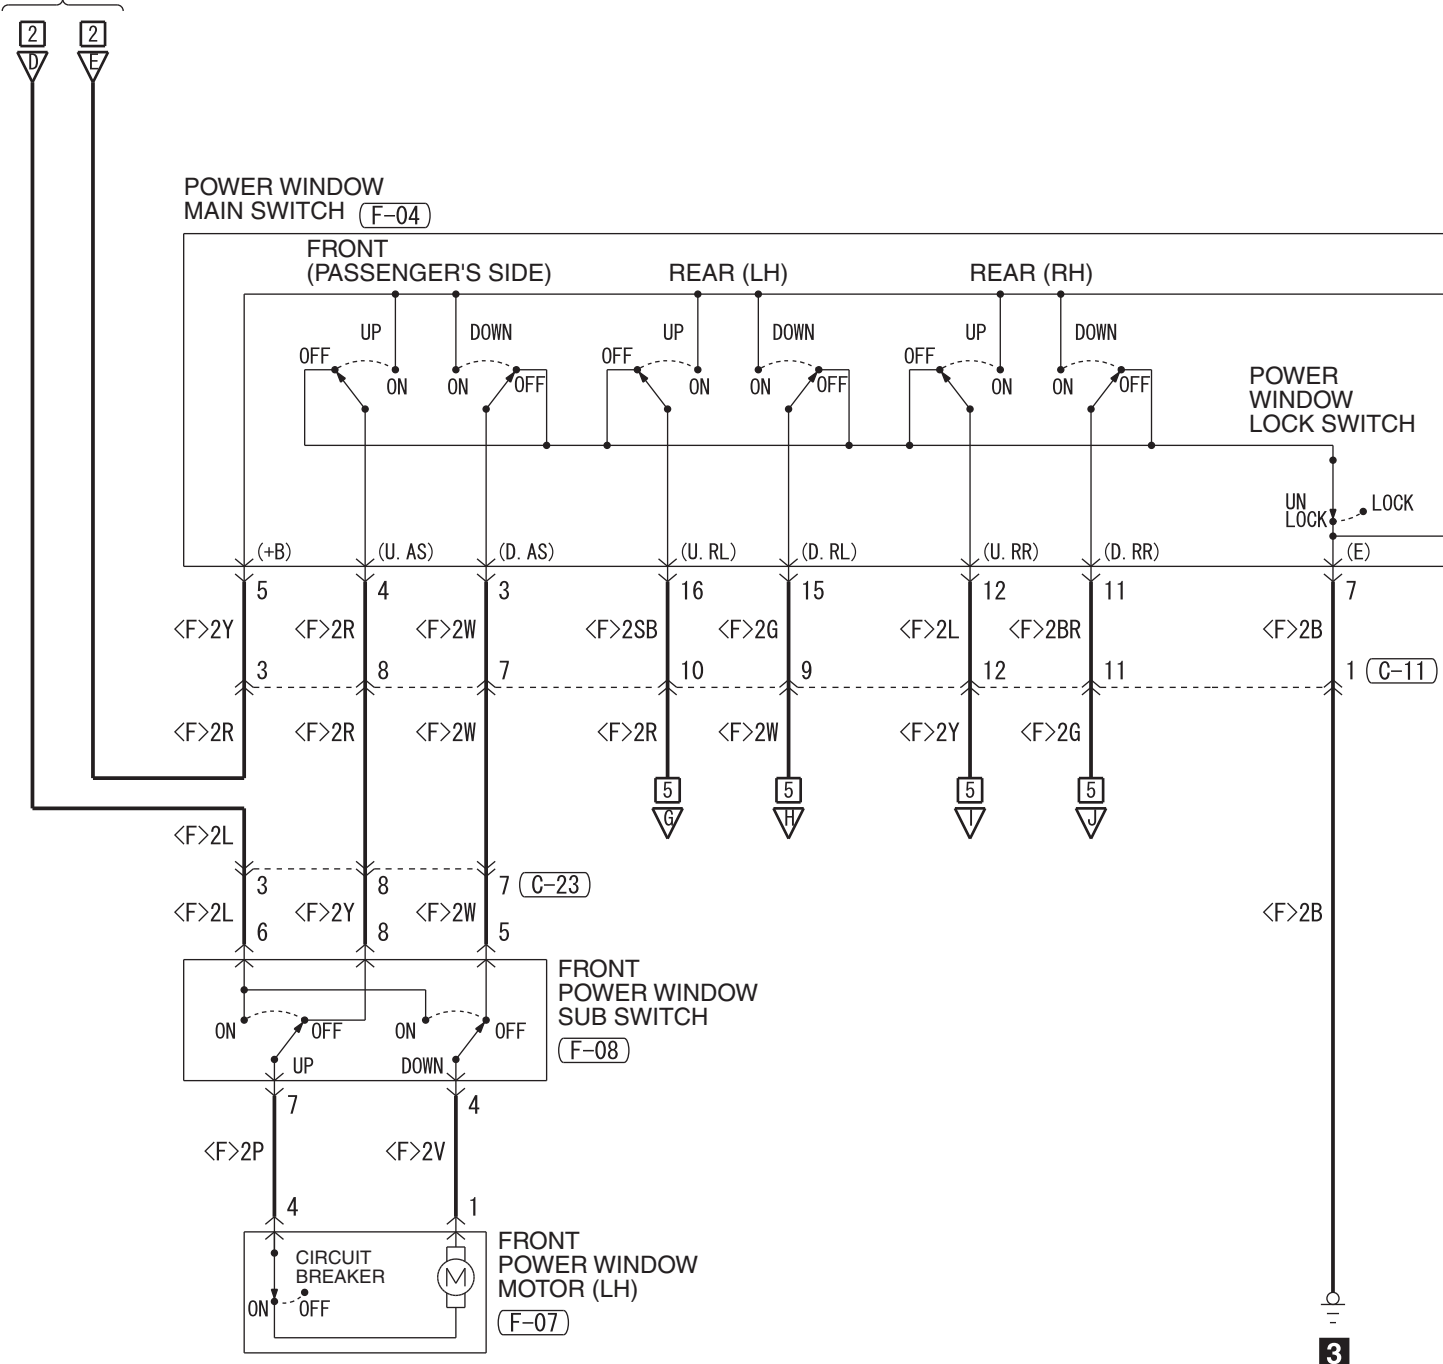 2 2
D E
POWER WINDOW
MAIN SWITCH F-04
FRONT
(PASSENGER'S SIDE) REAR (LH) REAR (RH)
UP DOWN UP DOWN UP DOWN
OFF ON ON OFF OFF ON ON OFF OFF ON ON OFF
POWER
WINDOW
LOCK SWITCH
UN
LOCK LOCK
(+B) (U. AS) (D. AS) (U. RL) (D. RL) (U. RR) (D. RR) (E)
5 4 3 16 15 12 11 7
<F>2Y <F>2R <F>2W <F>2SB <F>2G <F>2L <F>2BR <F>2B
3 8 7 10 9 12 11 1 C-11
<F>2R <F>2R <F>2W <F>2R <F>2W <F>2Y <F>2G
5 5 5 5
G H I J
<F>2L
3 8 7 C-23
<F>2L <F>2Y <F>2W <F>2B
6 8 5
FRONT
POWER WINDOW
SUB SWITCH
F-08
ON OFF ON OFF
UP DOWN
7 4
<F>2P <F>2V
4 1
FRONT
POWER WINDOW
MOTOR (LH)
F-07
CIRCUIT
BREAKER
M
ON OFF
3